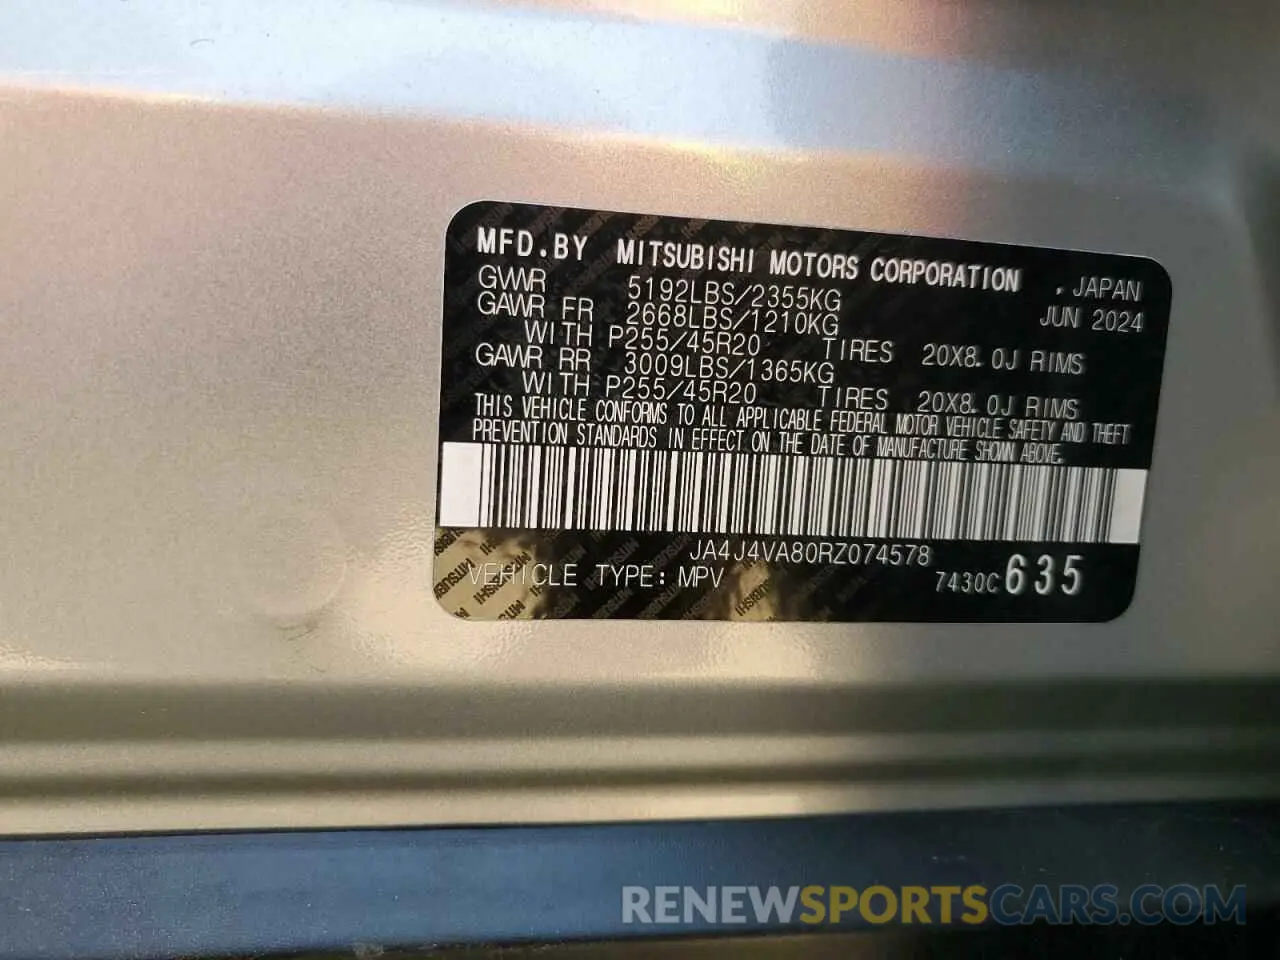 MFD.BY MITSUBISHI MOTORS CORPORATION , JAPAN
GVWR 5192LBS/2355KG JUN 2024
GAWR FR 2668LBS/1210KG
WITH P255/45R20 TIRES 20X8.0J RIMS
GAWR RR 3009LBS/1365KG
WITH P255/45R20 TIRES 20X8.0J RIMS
THIS VEHICLE CONFORMS TO ALL APPLICABLE FEDERAL MOTOR VEHICLE SAFETY AND THEFT
PREVENTION STANDARDS IN EFFECT ON THE DATE OF MANUFACTURE SHOWN ABOVE.
JA4J4VA80RZ074578
VEHICLE TYPE: MPV 7430C 635
RENEWSPORTSCARS.COM